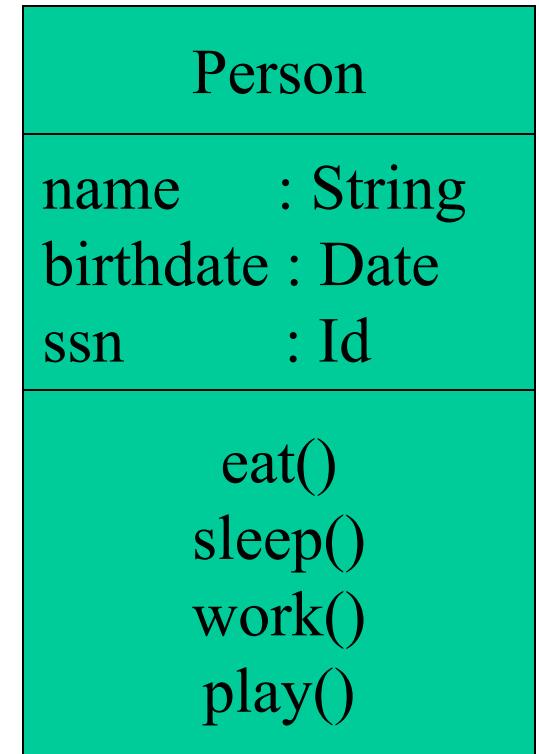 Person
name : String
birthdate : Date
ssn : Id
eat()
sleep()
work()
play()